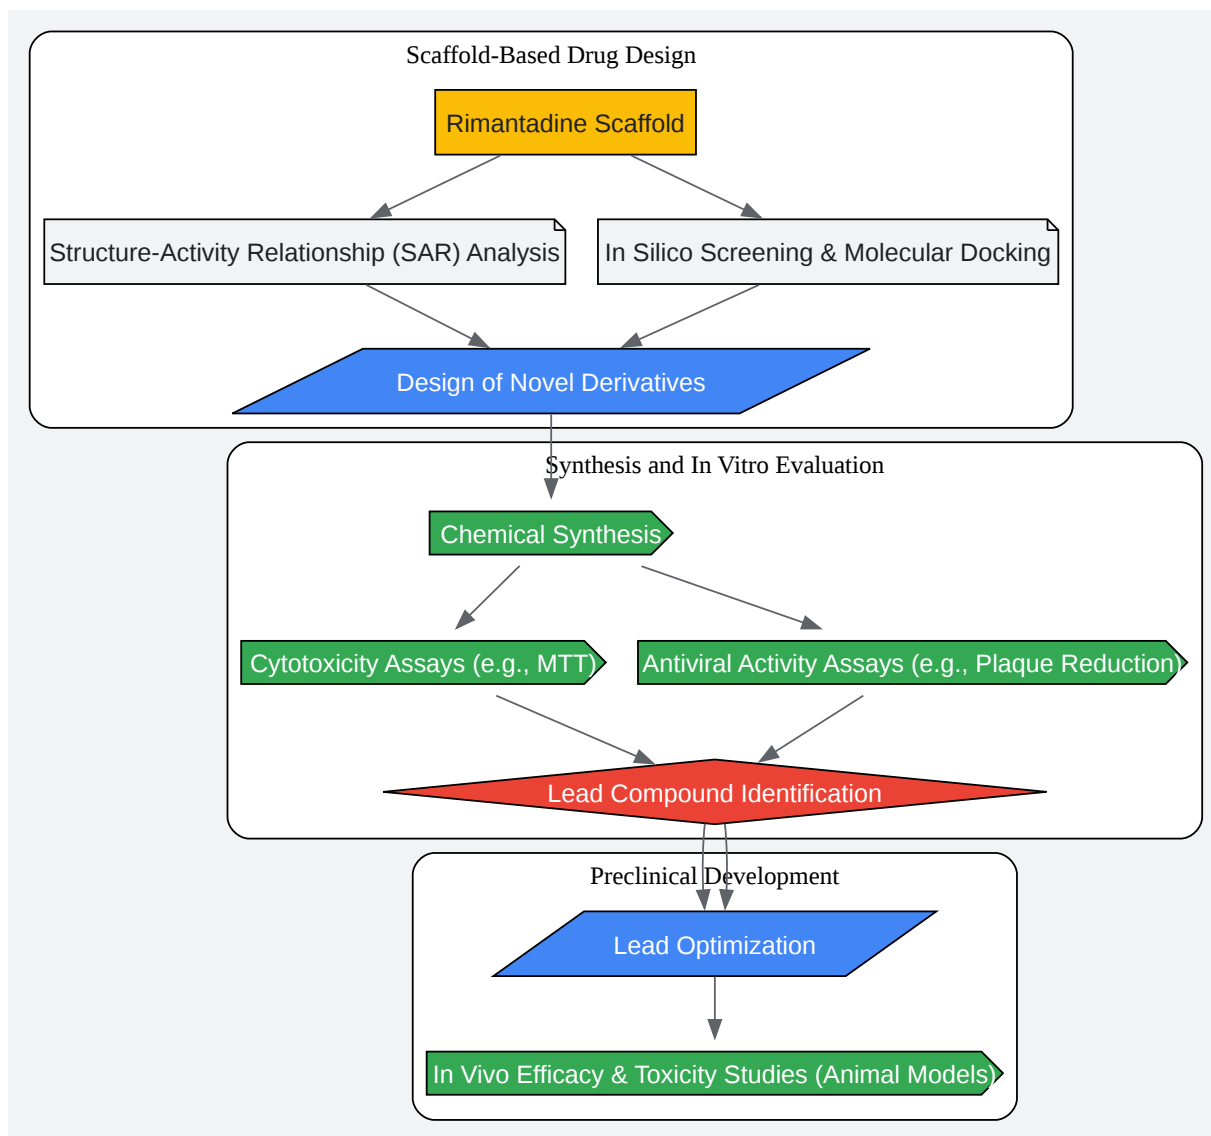 Scaffold-Based Drug Design
Rimantadine Scaffold
Structure-Activity Relationship (SAR) Analysis
In Silico Screening & Molecular Docking
Design of Novel Derivatives
Synthesis and In Vitro Evaluation
Chemical Synthesis
Cytotoxicity Assays (e.g., MTT)
Antiviral Activity Assays (e.g., Plaque Reduction)
Lead Compound Identification
Preclinical Development
Lead Optimization
In Vivo Efficacy & Toxicity Studies (Animal Models)